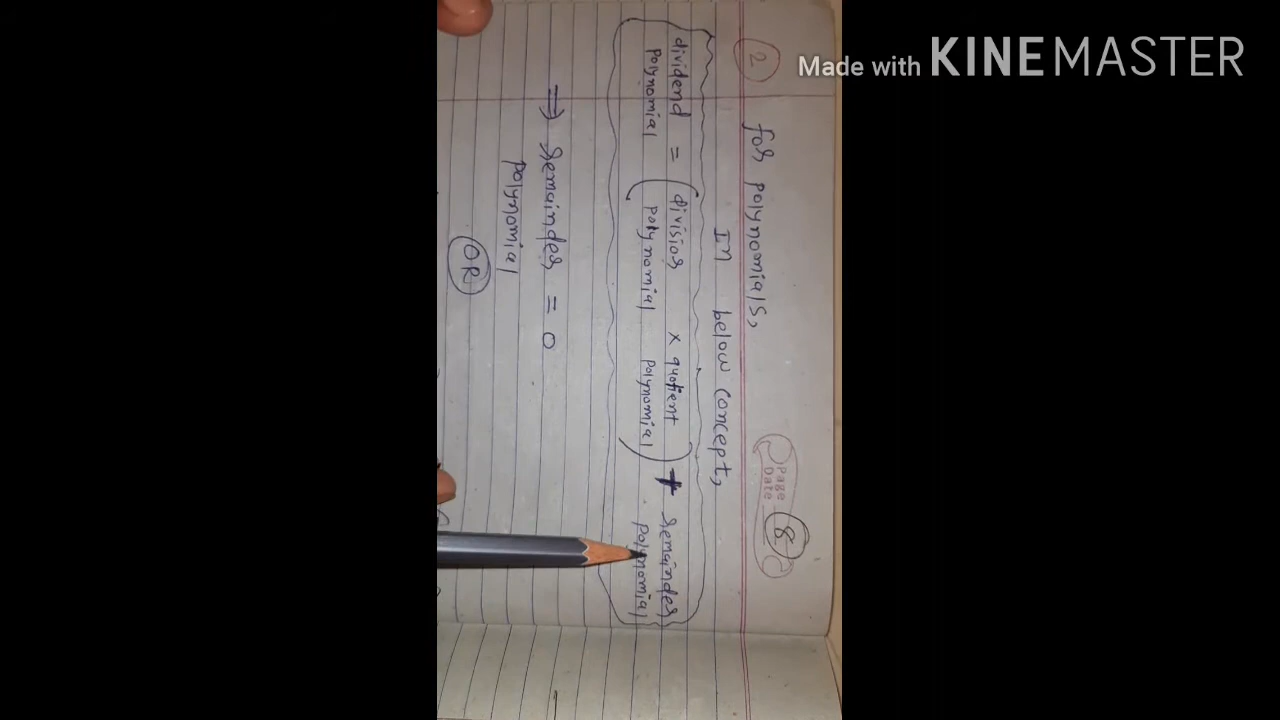 Made with KINEMASTER
Page 8
Date
2 for polynomials,
In below concept,
dividend = (division × quotient) + remainder
polynomial polynomial polynomial polynomial
⇒ remainder = 0
polynomial
OR